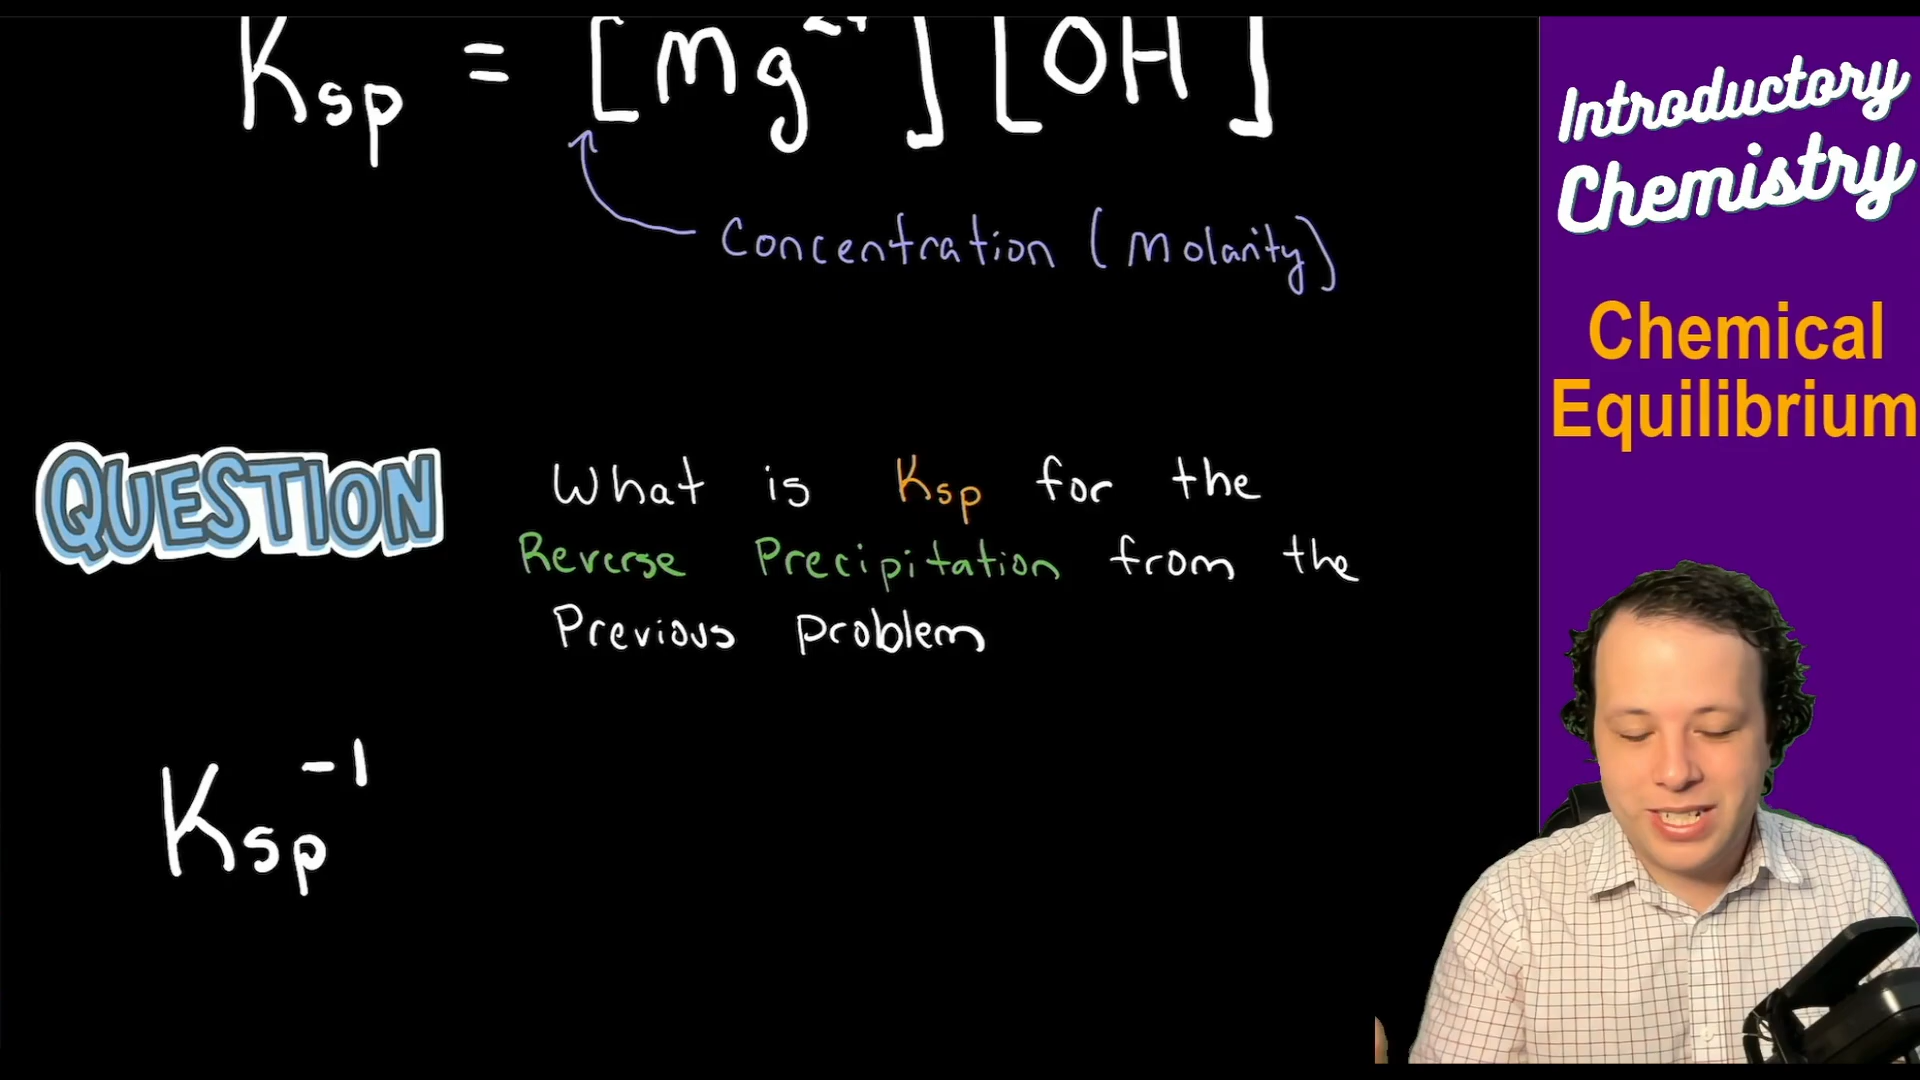 Ksp = [Mg²⁺][OH]
Concentration (Molarity)
QUESTION
What is Ksp for the
Reverse Precipitation from the
Previous problem
Ksp⁻¹
Introductory
Chemistry
Chemical
Equilibrium